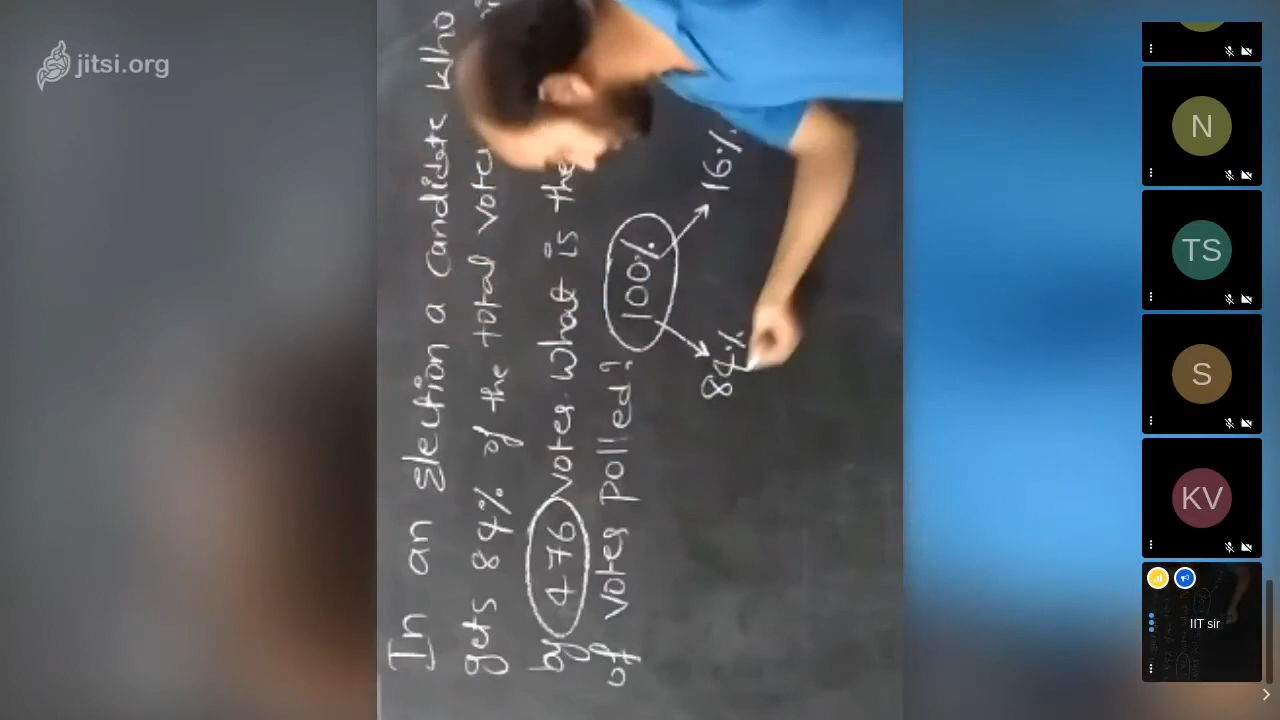 jitsi.org
In an Election a Candidate Who
gets 84% of the total vote
by 476 votes. What is the
of votes polled?
100%
84%
16%
N
TS
S
KV
IIT sir